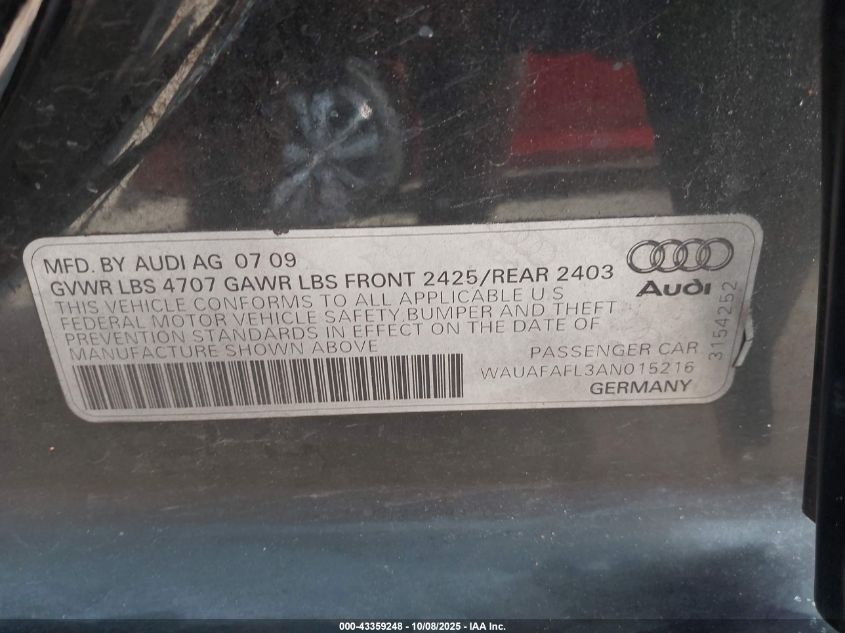 MFD. BY AUDI AG 07 09
GVWR LBS 4707 GAWR LBS FRONT 2425/REAR 2403
THIS VEHICLE CONFORMS TO ALL APPLICABLE U.S
FEDERAL MOTOR VEHICLE SAFETY, BUMPER AND THEFT
PREVENTION STANDARDS IN EFFECT ON THE DATE OF
MANUFACTURE SHOWN ABOVE
Audi
3154252
PASSENGER CAR
WAUAFAFL3AN015216
GERMANY
000-43359248 - 10/08/2025 - IAA Inc.